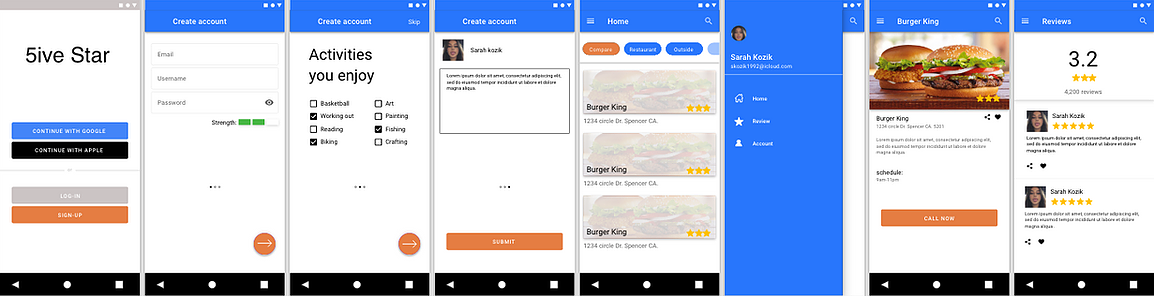 5ive Star
CONTINUE WITH GOOGLE
CONTINUE WITH APPLE
LOG-IN
SIGN-UP
Create account
Email
Username
Password
Strength:
Create account
Skip
Activities
you enjoy
Basketball
Art
Working out
Painting
Reading
Fishing
Biking
Crafting
Create account
Sarah kozik
Lorem ipsum dolor sit amet, consectetur adipiscing elit,
sed do eiusmod tempor incididunt ut labore et dolore
magna aliqua.
SUBMIT
Home
Compare
Restaurant
Outside
Burger King
1234 circle Dr. Spencer CA.
Burger King
1234 circle Dr. Spencer CA.
Burger King
1234 circle Dr. Spencer CA.
Sarah Kozik
skozik1992@icloud.com
Home
Review
Account
Burger King
Burger King
1234 circle Dr. Spencer CA. 5201
Lorem ipsum dolor sit amet, consectetur adipiscing elit,
sed do eiusmod tempor incididunt ut labore et dolore
magna aliqua.
schedule:
9am-11pm
CALL NOW
Reviews
3.2
4,200 reviews
Sarah Kozik
Lorem ipsum dolor sit amet, consectetur adipiscing elit,
sed do eiusmod tempor incididunt ut labore et dolore
magna aliqua.
Sarah Kozik
Lorem ipsum dolor sit amet, consectetur adipiscing elit,
sed do eiusmod tempor incididunt ut labore et dolore
magna aliqua.